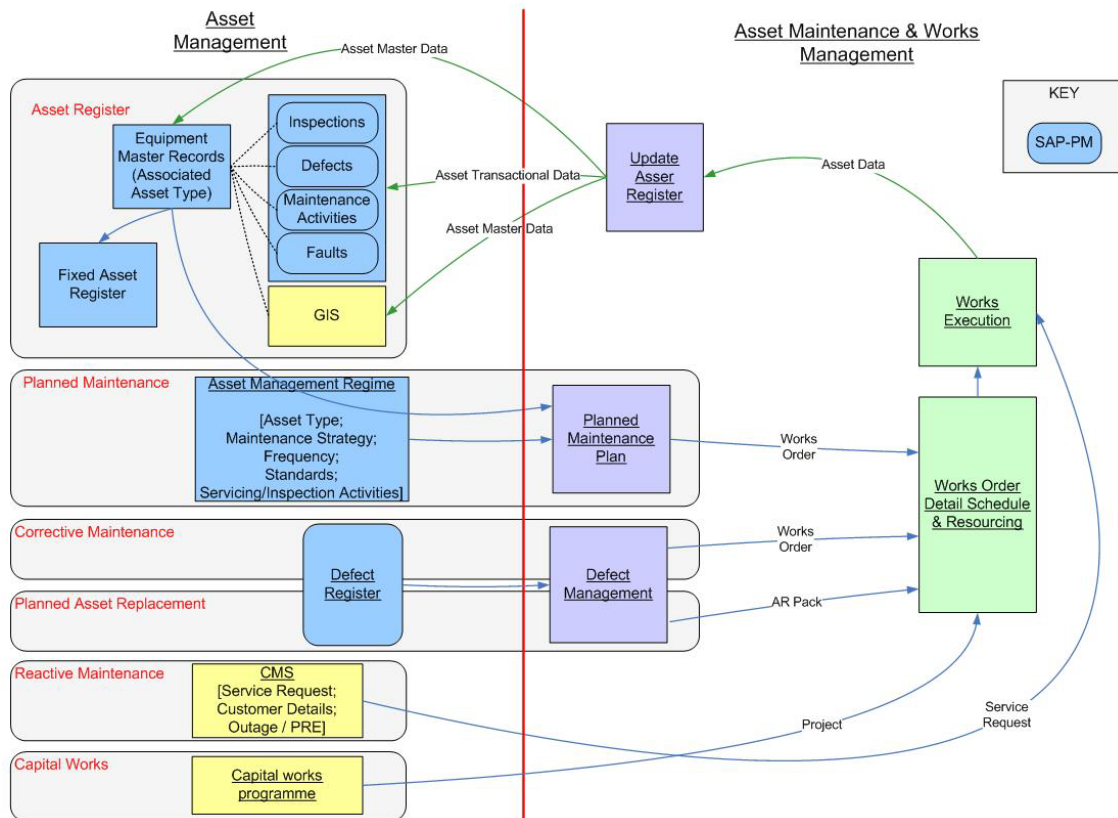 Asset
Management
Asset Maintenance & Works
Management
Asset Master Data
KEY
SAP-PM
Asset Register
Equipment
Master Records
(Associated
Asset Type)
Inspections
Defects
Maintenance
Activities
Faults
Fixed Asset
Register
GIS
Asset Transactional Data
Asset Master Data
Update
Asser
Register
Asset Data
Works
Execution
Planned Maintenance
Asset Management Regime
[Asset Type;
Maintenance Strategy;
Frequency;
Standards;
Servicing/Inspection Activities]
Planned
Maintenance
Plan
Works
Order
Works Order
Detail Schedule
& Resourcing
Corrective Maintenance
Defect
Register
Defect
Management
Works
Order
Planned Asset Replacement
AR Pack
Reactive Maintenance
CMS
[Service Request;
Customer Details;
Outage / PRE]
Service
Request
Project
Capital Works
Capital works
programme